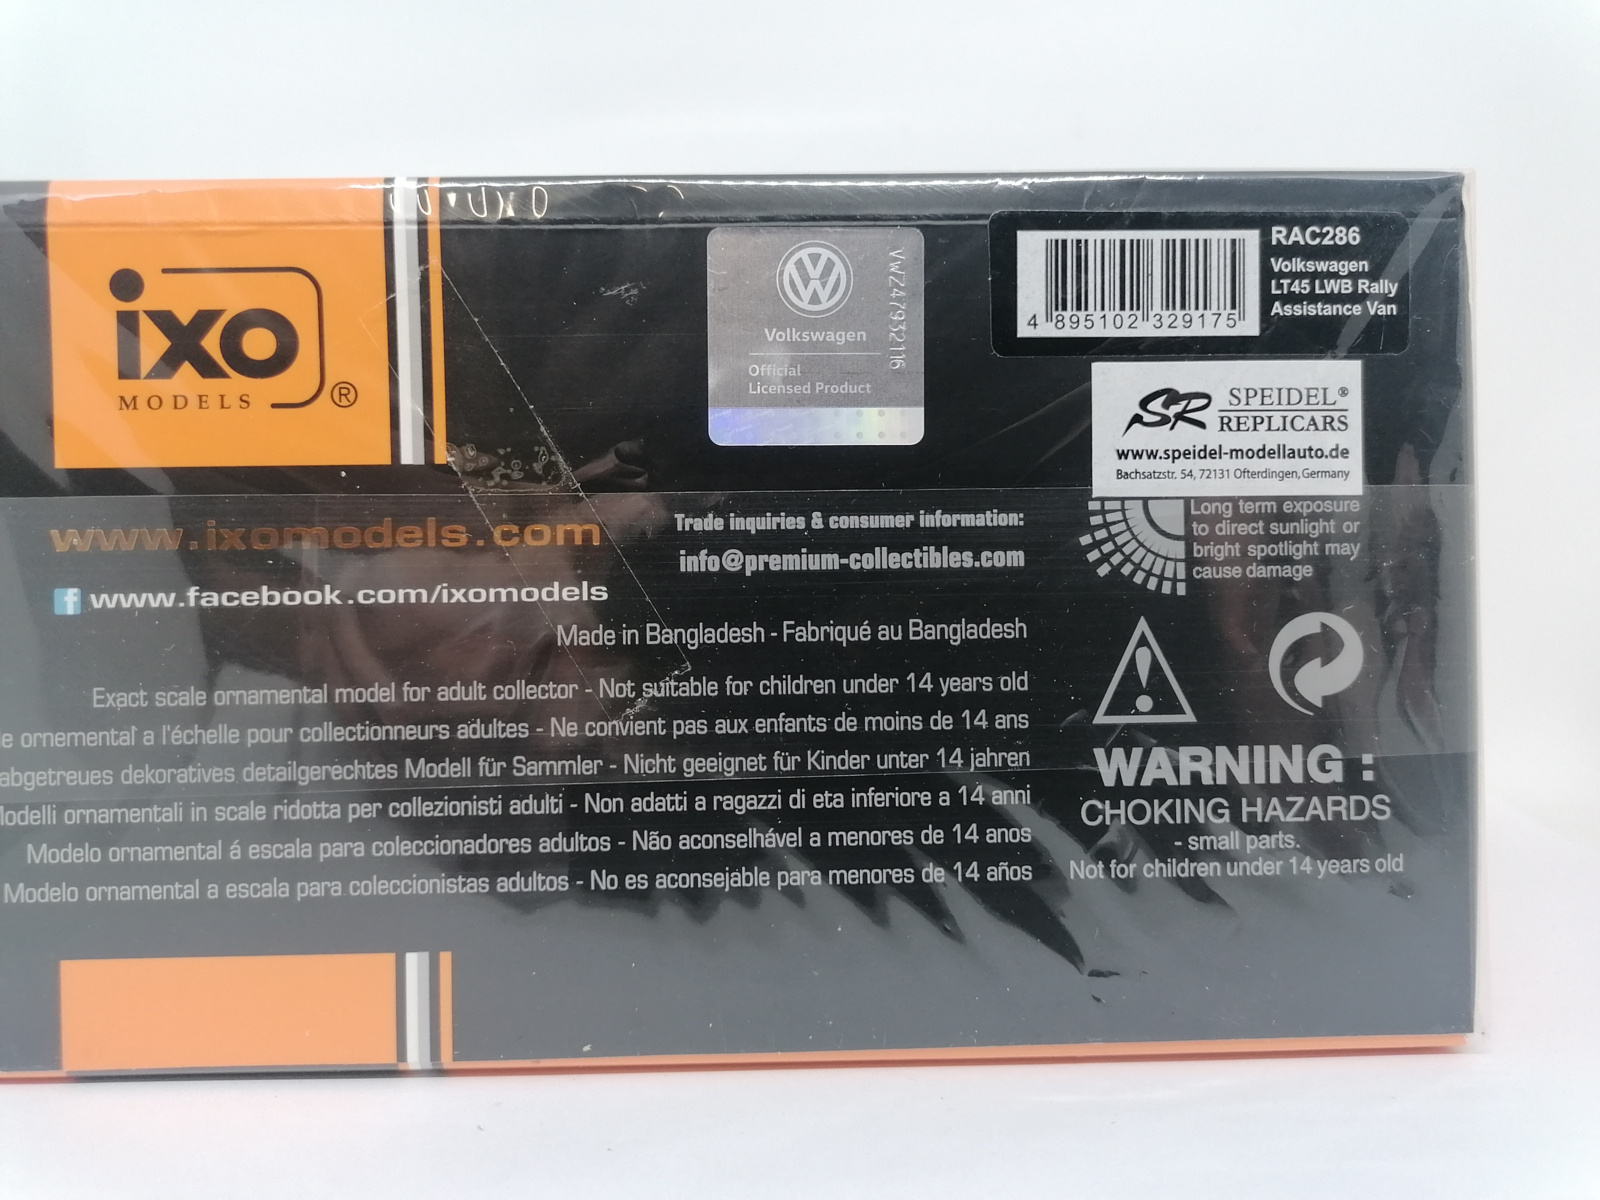 ixo
MODELS
®
Volkswagen
Official
Licensed Product
VWZ47932116
4 895102 329175
RAC286
Volkswagen
LT45 LWB Rally
Assistance Van
SR SPEIDEL®
REPLICARS
www.speidel-modellauto.de
Bachsatzstr. 54, 72131 Ofterdingen, Germany
www.ixomodels.com
f www.facebook.com/ixomodels
Trade inquiries & consumer information:
info@premium-collectibles.com
Made in Bangladesh - Fabriqué au Bangladesh
Exact scale ornamental model for adult collector - Not suitable for children under 14 years old
ornemental a l'échelle pour collectionneurs adultes - Ne convient pas aux enfants de moins de 14 ans
abgetreues dekoratives detailgerechtes Modell für Sammler - Nicht geeignet für Kinder unter 14 jahren
odelli ornamentali in scale ridotta per collezionisti adulti - Non adatti a ragazzi di eta inferiore a 14 anni
Modelo ornamental á escala para coleccionadores adultos - Não aconselhável a menores de 14 anos
Modelo ornamental a escala para coleccionistas adultos - No es aconsejable para menores de 14 años
Long term exposure
to direct sunlight or
bright spotlight may
cause damage
WARNING :
CHOKING HAZARDS
- small parts.
Not for children under 14 years old